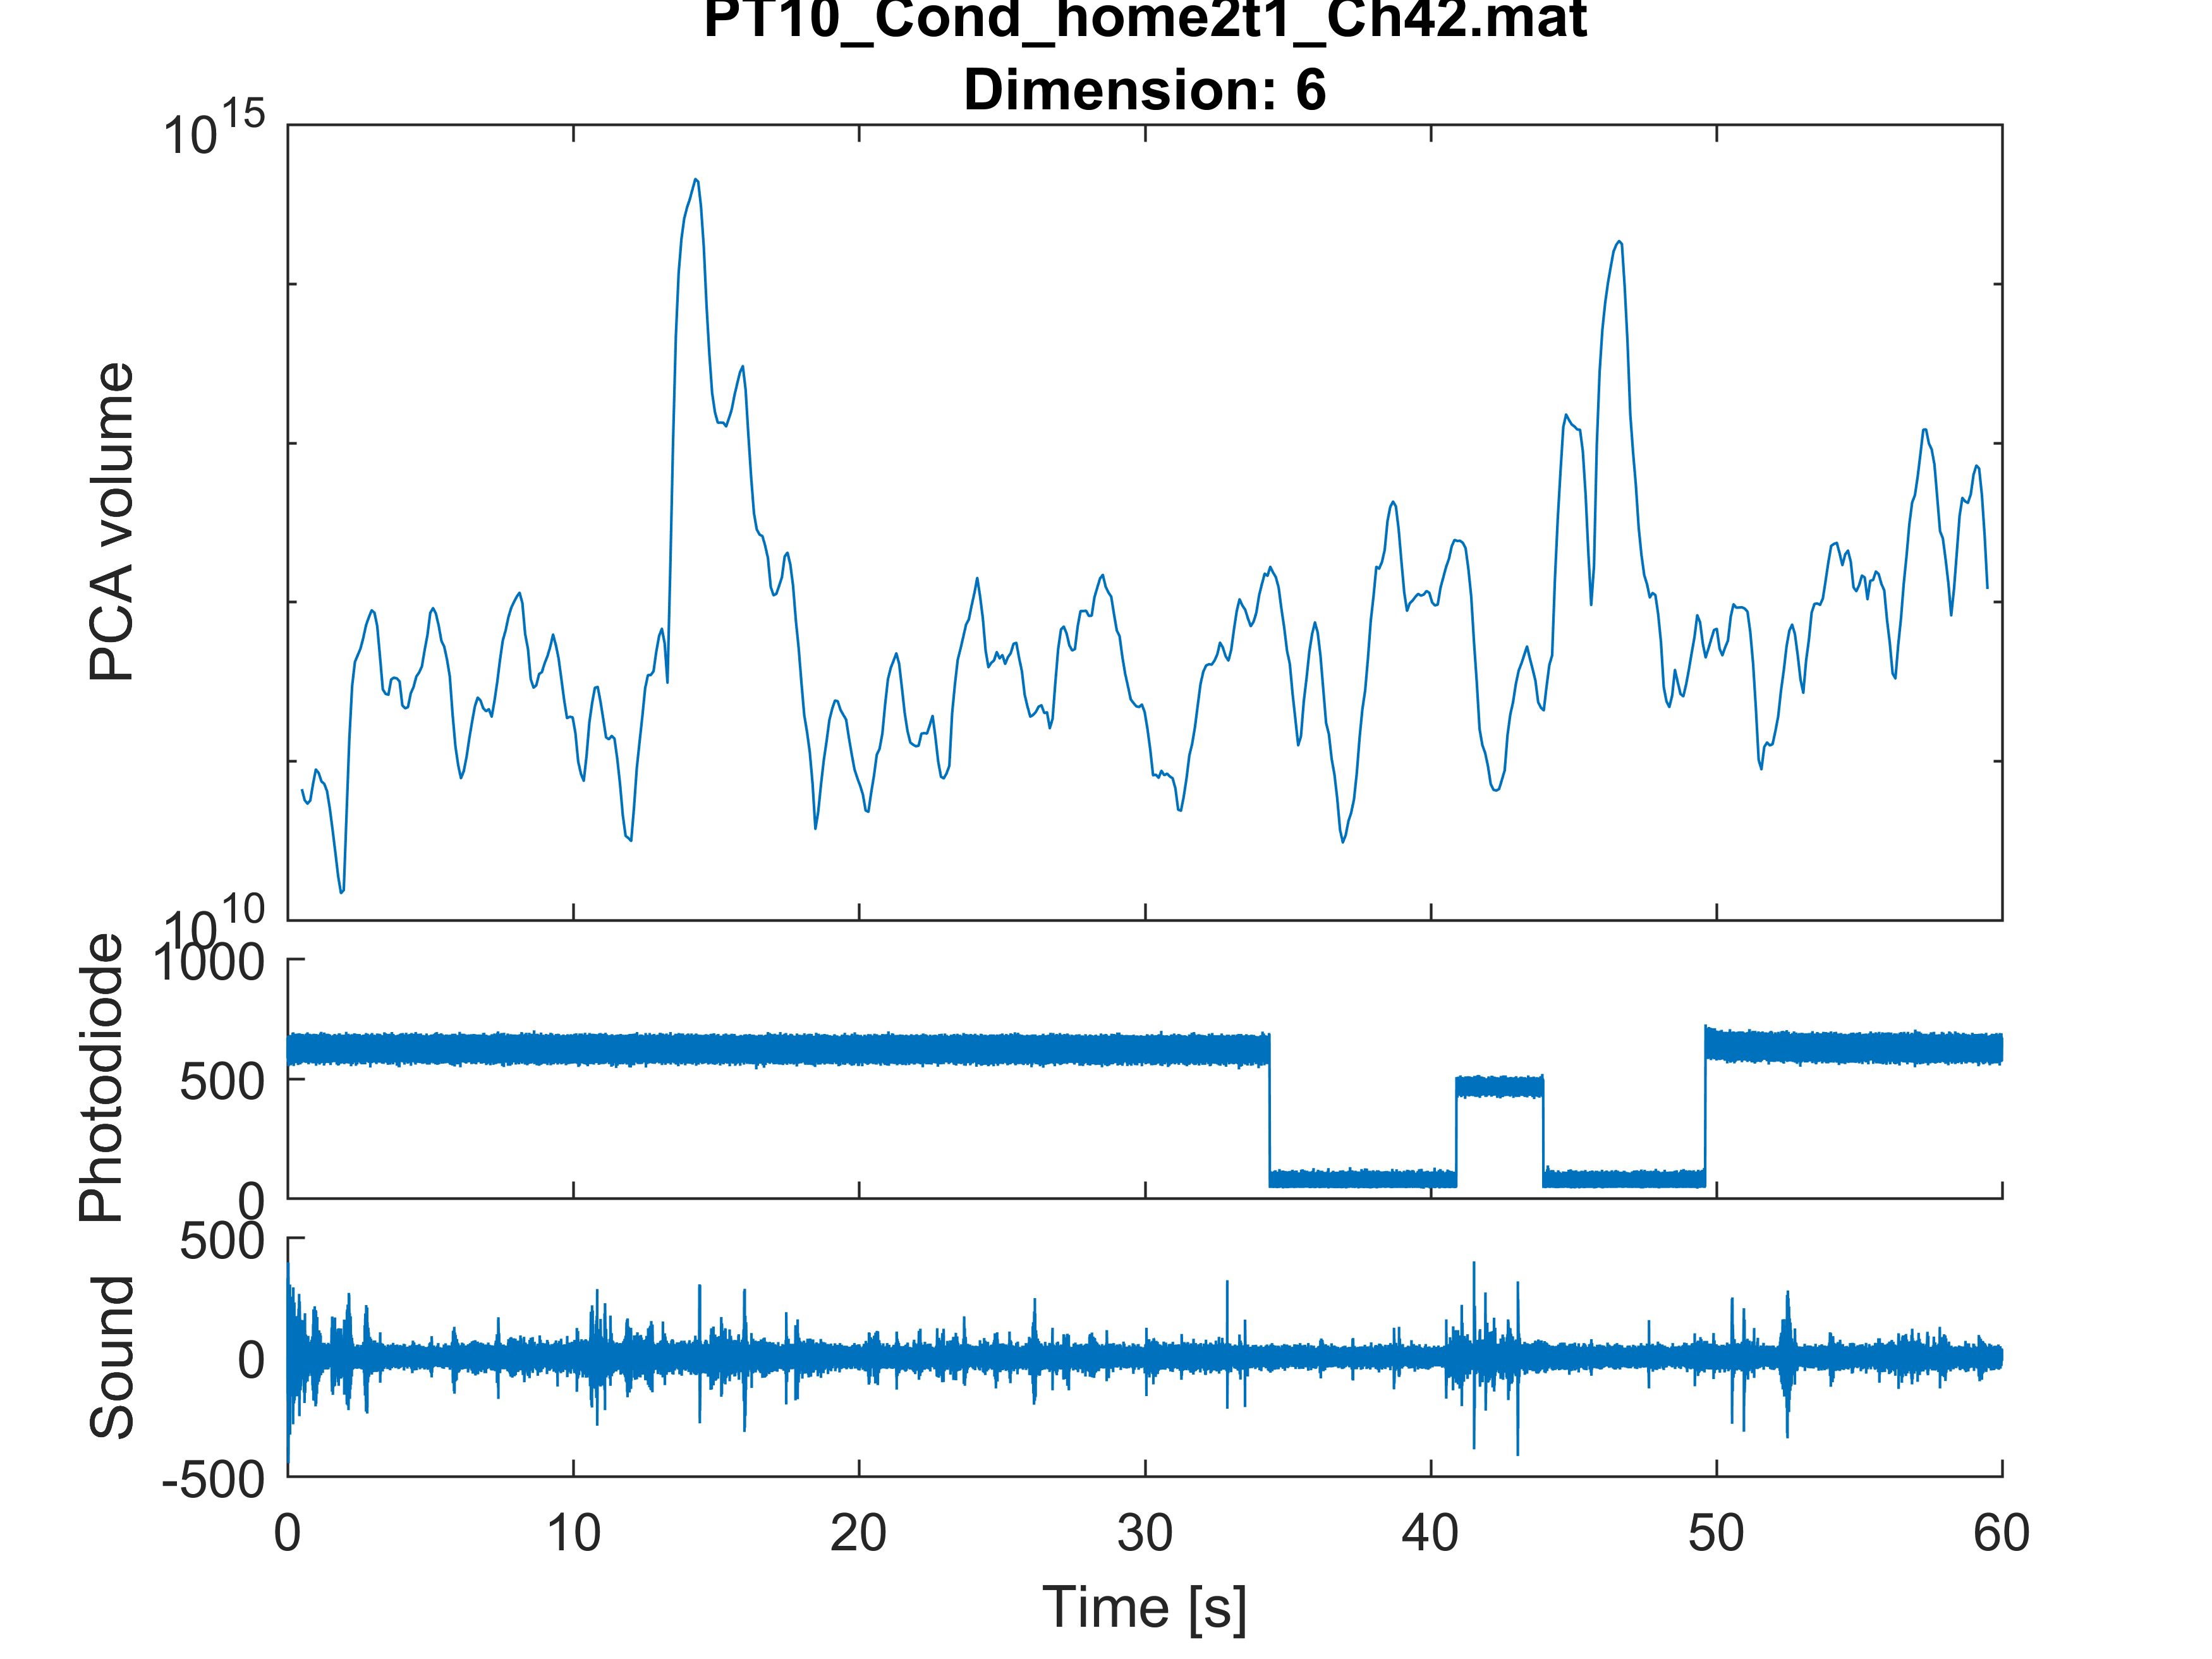 PT10_Cond_home2t1_Ch42.mat
Dimension: 6
10^15
PCA volume
10^10
1000
Photodiode
500
0
500
Sound
0
-500
0 10 20 30 40 50 60
Time [s]